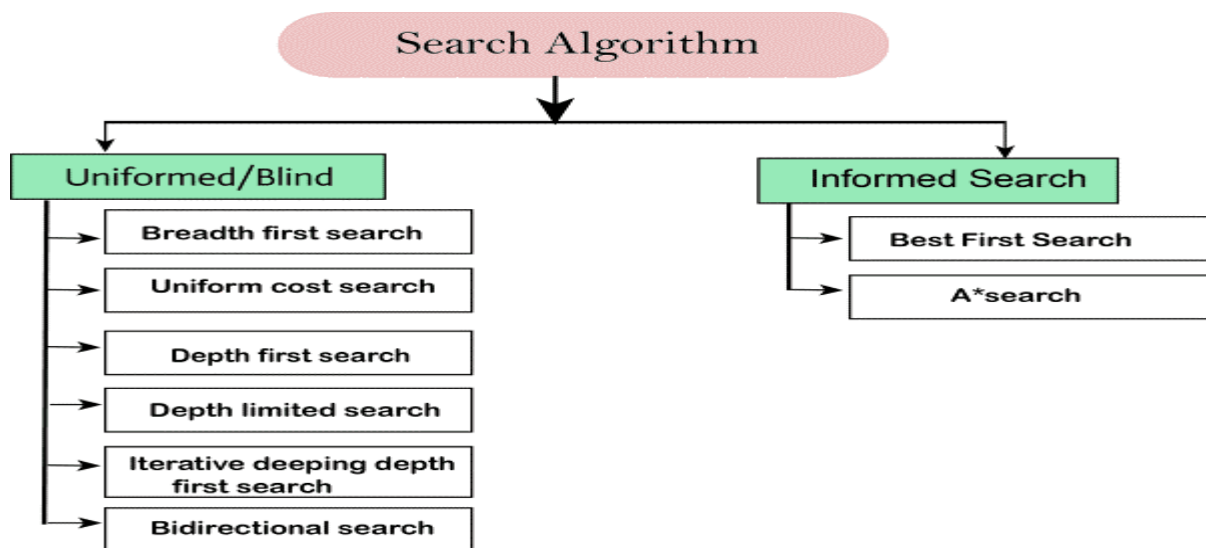 Search Algorithm
Uniformed/Blind
Breadth first search
Uniform cost search
Depth first search
Depth limited search
Iterative deeping depth
first search
Bidirectional search
Informed Search
Best First Search
A*search